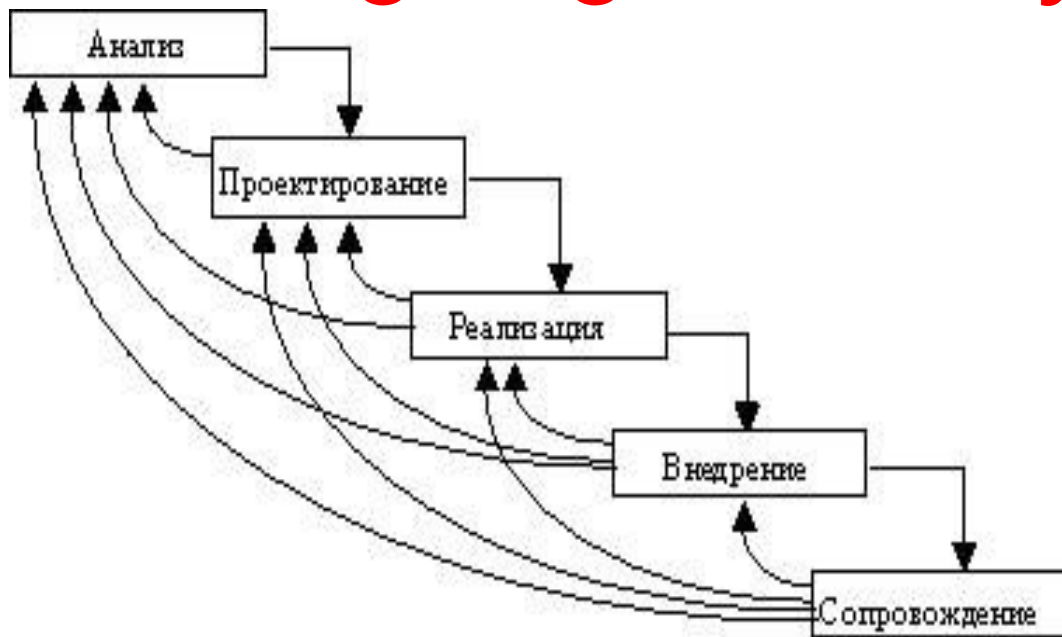 Анализ
Проектирование
Реализация
Внедрение
Сопровождение